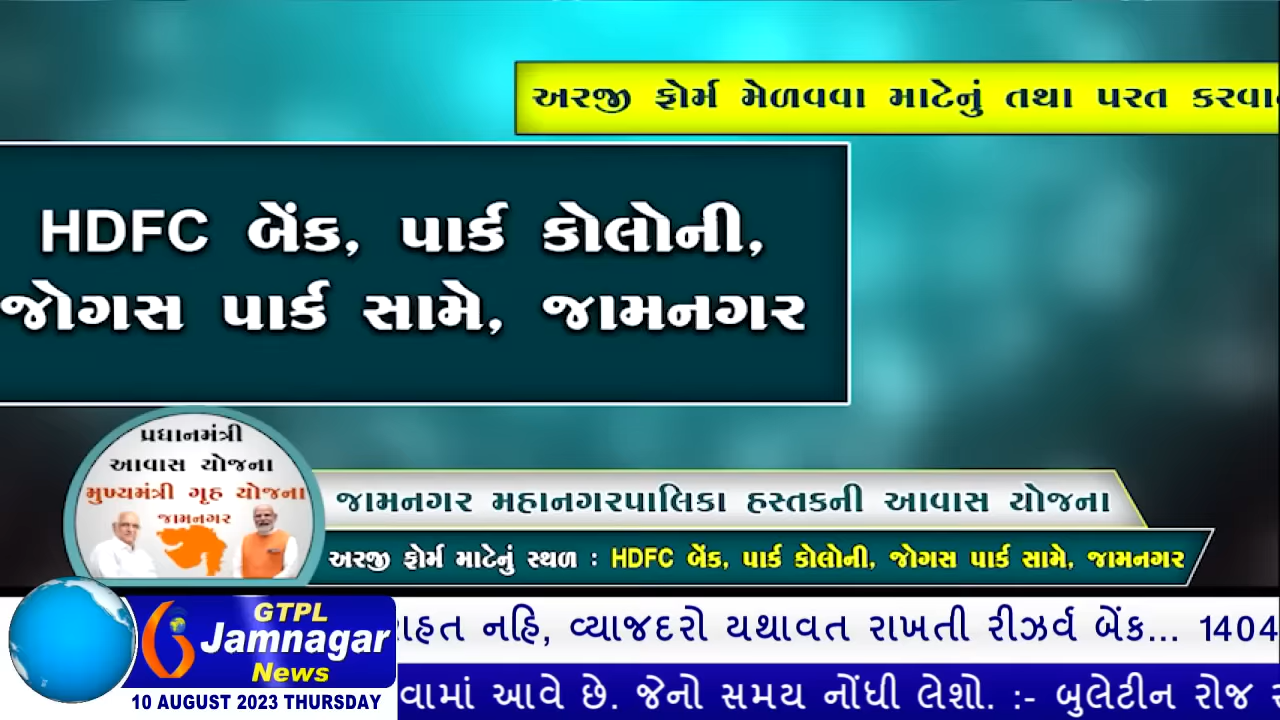 અરજી ફોર્મ મેળવવા માટેનું તથા પરત કરવા
HDFC બેંક, પાર્ક કોલોની,
જોગસ પાર્ક સામે, જામનગર
પ્રધાનમંત્રી
આવાસ યોજના
મુખ્યમંત્રી ગૃહ યોજના
જામનગર
જામનગર મહાનગરપાલિકા હસ્તકની આવાસ યોજના
અરજી ફોર્મ માટેનું સ્થળ : HDFC બેંક, પાર્ક કોલોની, જોગસ પાર્ક સામે, જામનગર
GTPL
Jamnagar
News
10 AUGUST 2023 THURSDAY
નહિ, વ્યાજદરો યથાવત રાખતી રીઝર્વ બેંક... 1404
વામાં આવે છે. જેનો સમય નોંધી લેશો. :- બુલેટીન રોજ